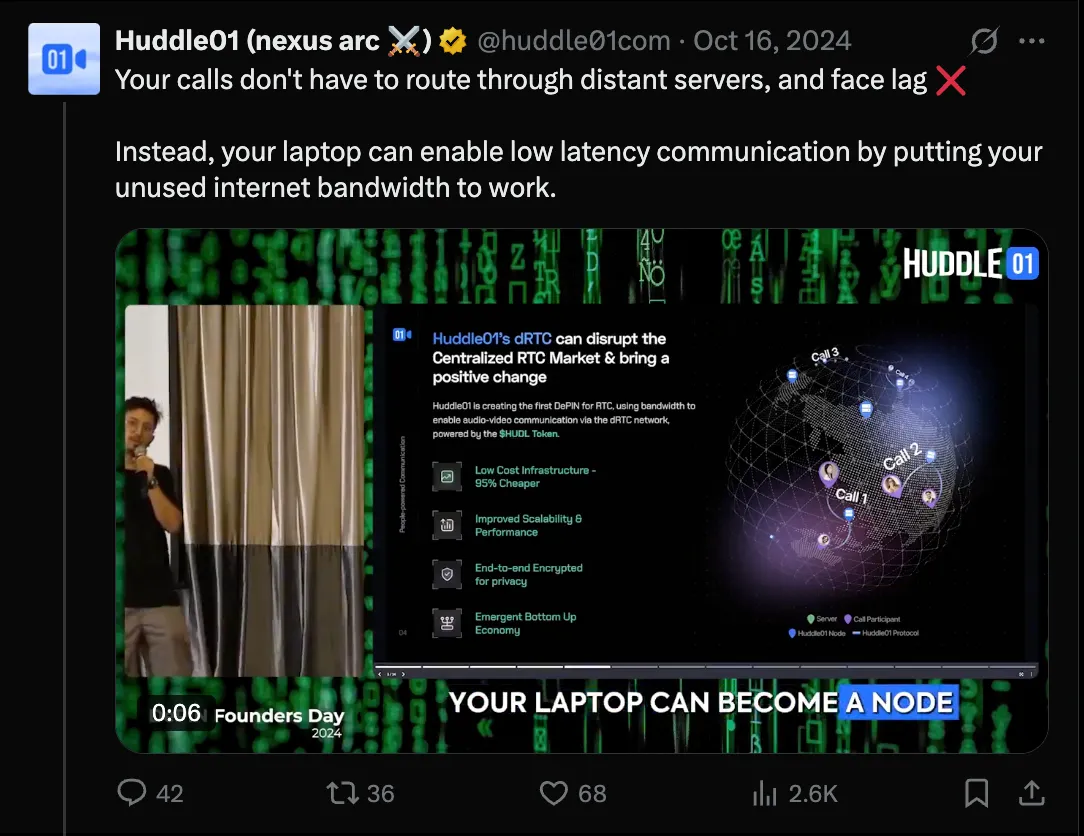 Huddle01 (nexus arc ⚔️) @huddle01com · Oct 16, 2024
Your calls don't have to route through distant servers, and face lag ❌
Instead, your laptop can enable low latency communication by putting your
unused internet bandwidth to work.
HUDDLE 01
01
Huddle01's dRTC can disrupt the
Centralized RTC Market & bring a
positive change
Huddle01 is creating the first DePIN for RTC, using bandwidth to
enable audio-video communication via the dRTC network,
powered by the $HUDL Token.
People-powered Communication
Low Cost Infrastructure -
95% Cheaper
Improved Scalability &
Performance
End-to-end Encrypted
for privacy
Emergent Bottom Up
Economy
04
Call 3
Call 2
Call 1
Server Call Participant
Huddle01 Node Huddle01 Protocol
YOUR LAPTOP CAN BECOME A NODE
0:06 Founders Day
2024
42 36 68 2.6K